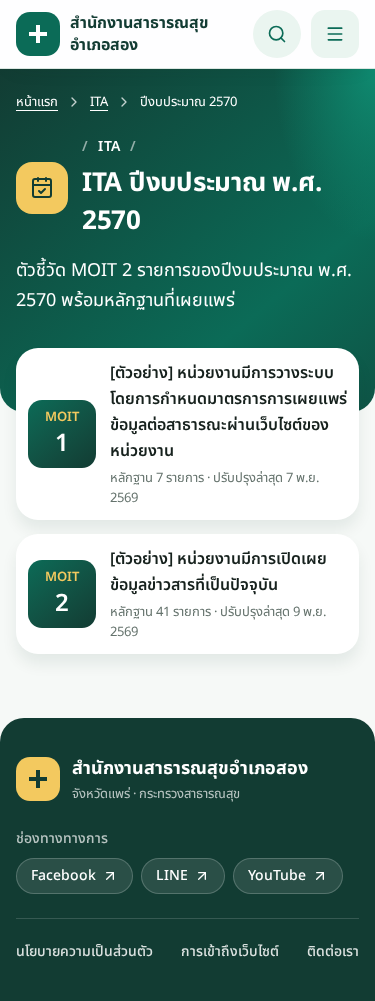 สำนักงานสาธารณสุข
อำเภอสอง
หน้าแรก > ITA > ปีงบประมาณ 2570
/ ITA /
ITA ปีงบประมาณ พ.ศ.
2570
ตัวชี้วัด MOIT 2 รายการของปีงบประมาณ พ.ศ.
2570 พร้อมหลักฐานที่เผยแพร่
MOIT
1
[ตัวอย่าง] หน่วยงานมีการวางระบบ
โดยการกำหนดมาตรการการเผยแพร่
ข้อมูลต่อสาธารณะผ่านเว็บไซต์ของ
หน่วยงาน
หลักฐาน 7 รายการ · ปรับปรุงล่าสุด 7 พ.ย.
2569
MOIT
2
[ตัวอย่าง] หน่วยงานมีการเปิดเผย
ข้อมูลข่าวสารที่เป็นปัจจุบัน
หลักฐาน 41 รายการ · ปรับปรุงล่าสุด 9 พ.ย.
2569
สำนักงานสาธารณสุขอำเภอสอง
จังหวัดแพร่ · กระทรวงสาธารณสุข
ช่องทางทางการ
Facebook LINE YouTube
นโยบายความเป็นส่วนตัว การเข้าถึงเว็บไซต์ ติดต่อเรา